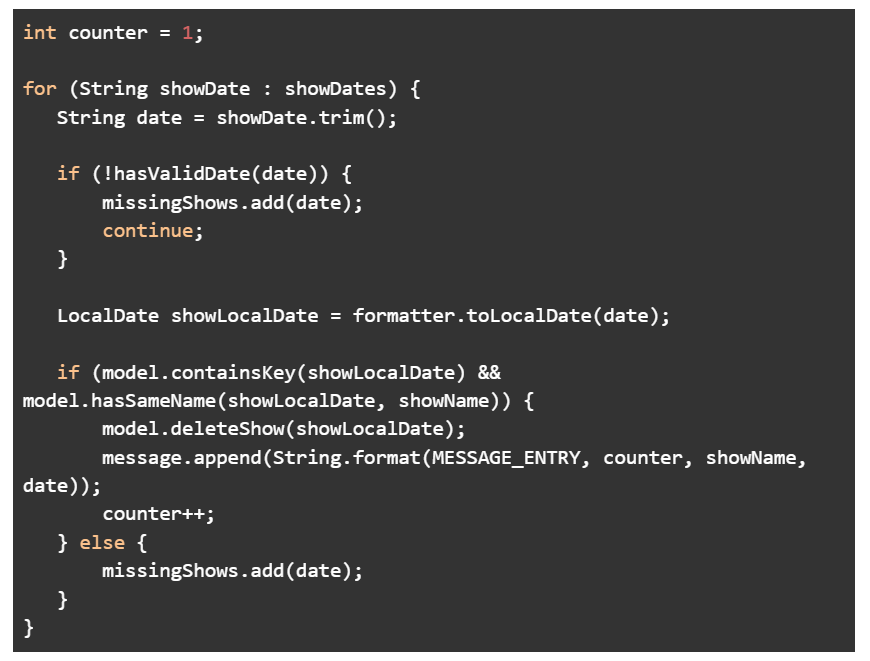 int counter = 1;
for (String showDate : showDates) {
String date = showDate.trim();
if (!hasValidDate(date)) {
missingShows.add(date);
continue;
}
LocalDate showLocalDate = formatter.toLocalDate(date);
if (model.containsKey(showLocalDate) &&
model.hasSameName(showLocalDate, showName)) {
model.deleteShow(showLocalDate);
message.append(String.format(MESSAGE_ENTRY, counter, showName,
date));
counter++;
} else {
missingShows.add(date);
}
}